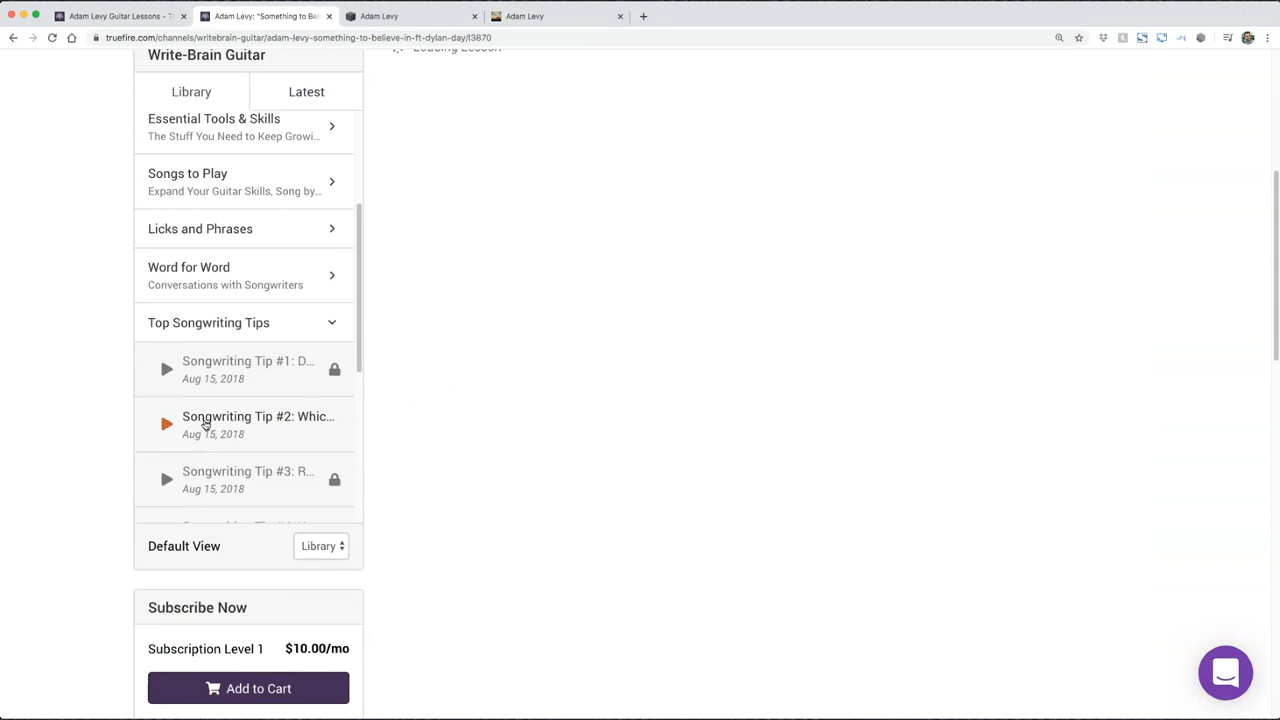 Adam Levy Guitar Lessons - T
Adam Levy: "Something to Be
Adam Levy
Adam Levy
truefire.com/channels/writebrain-guitar/adam-levy-something-to-believe-in-ft-dylan-day/l3870
Write-Brain Guitar
Loading Lesson
Library
Latest
Essential Tools & Skills
The Stuff You Need to Keep Growi...
Songs to Play
Expand Your Guitar Skills, Song by...
Licks and Phrases
Word for Word
Conversations with Songwriters
Top Songwriting Tips
Songwriting Tip #1: D...
Aug 15, 2018
Songwriting Tip #2: Whic...
Aug 15, 2018
Songwriting Tip #3: R...
Aug 15, 2018
Default View
Library
Subscribe Now
Subscription Level 1
$10.00/mo
Add to Cart